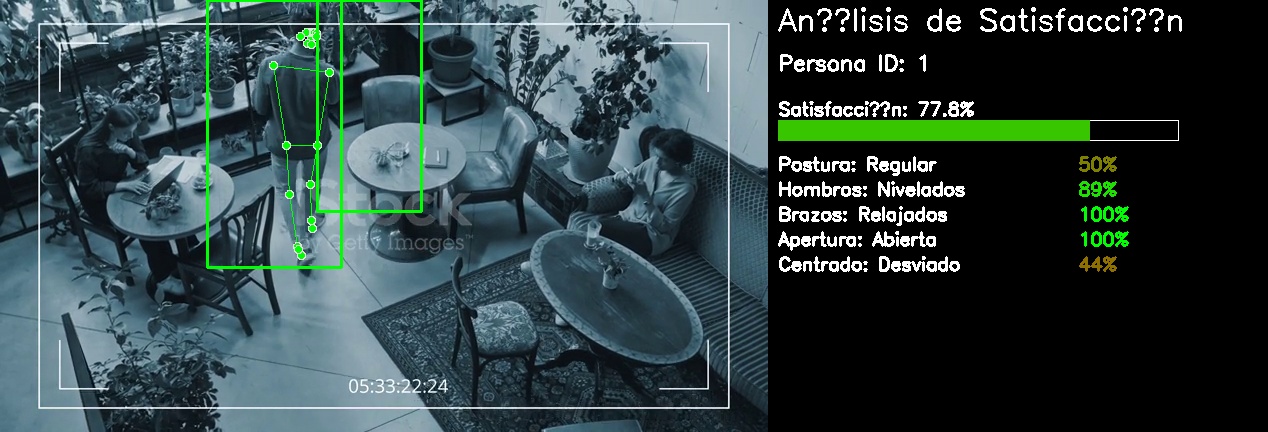 An??lisis de Satisfacci??n
Persona ID: 1
Satisfacci??n: 77.8%
Postura: Regular 50%
Hombros: Nivelados 89%
Brazos: Relajados 100%
Apertura: Abierta 100%
Centrado: Desviado 44%
iStock
by Getty Images™
05:33:22:24